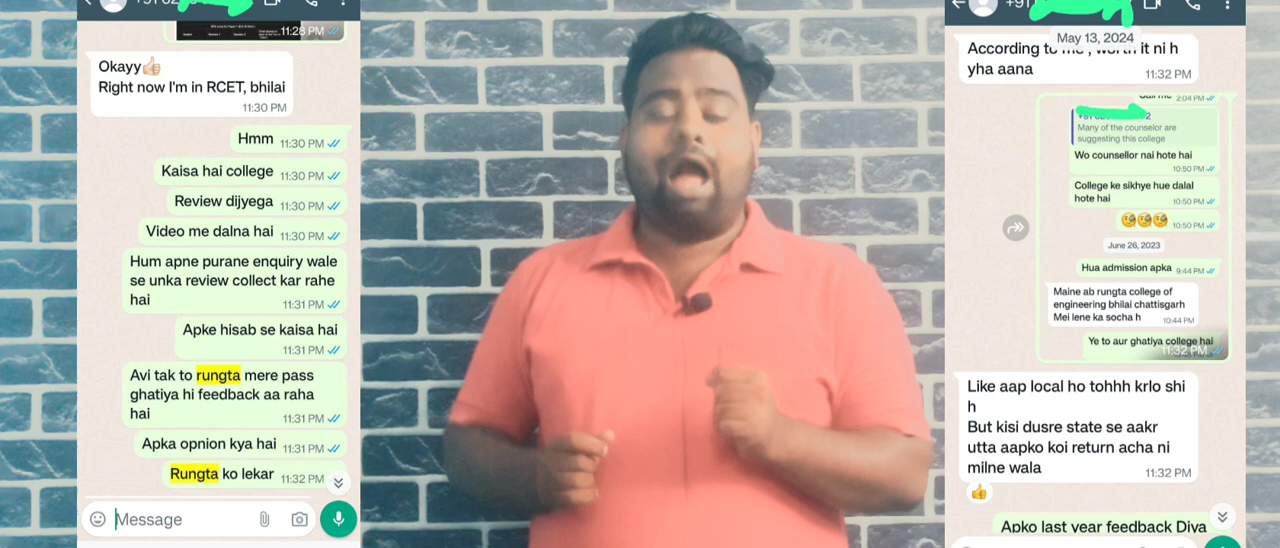 11:28 PM
Okayy👍🏻
Right now I'm in RCET, bhilai
11:30 PM
Hmm 11:30 PM
Kaisa hai college 11:30 PM
Review dijyega 11:30 PM
Video me dalna hai 11:30 PM
Hum apne purane enquiry wale
se unka review collect kar rahe
hai 11:31 PM
Apke hisab se kaisa hai
11:31 PM
Avi tak to rungta mere pass
ghatiya hi feedback aa raha
hai 11:31 PM
Apka opnion kya hai 11:31 PM
Rungta ko lekar 11:32 PM
Message
+91
May 13, 2024
According to me , worth it ni h
yha aana 11:32 PM
Call me 2:04 PM
Many of the counselor are
suggesting this college
Wo counsellor nai hote hai
10:50 PM
College ke sikhye hue dalal
hote hai 10:50 PM
🧐🧐🧐 10:50 PM
June 26, 2023
Hua admission apka 9:44 PM
Maine ab rungta college of
engineering bhilai chattisgarh
Mei lene ka socha h 10:44 PM
Ye to aur ghatiya college hai
11:32 PM
Like aap local ho tohhh krlo shi
h
But kisi dusre state se aakr
utta aapko koi return acha ni
milne wala 11:32 PM
👍
Apko last year feedback Diya